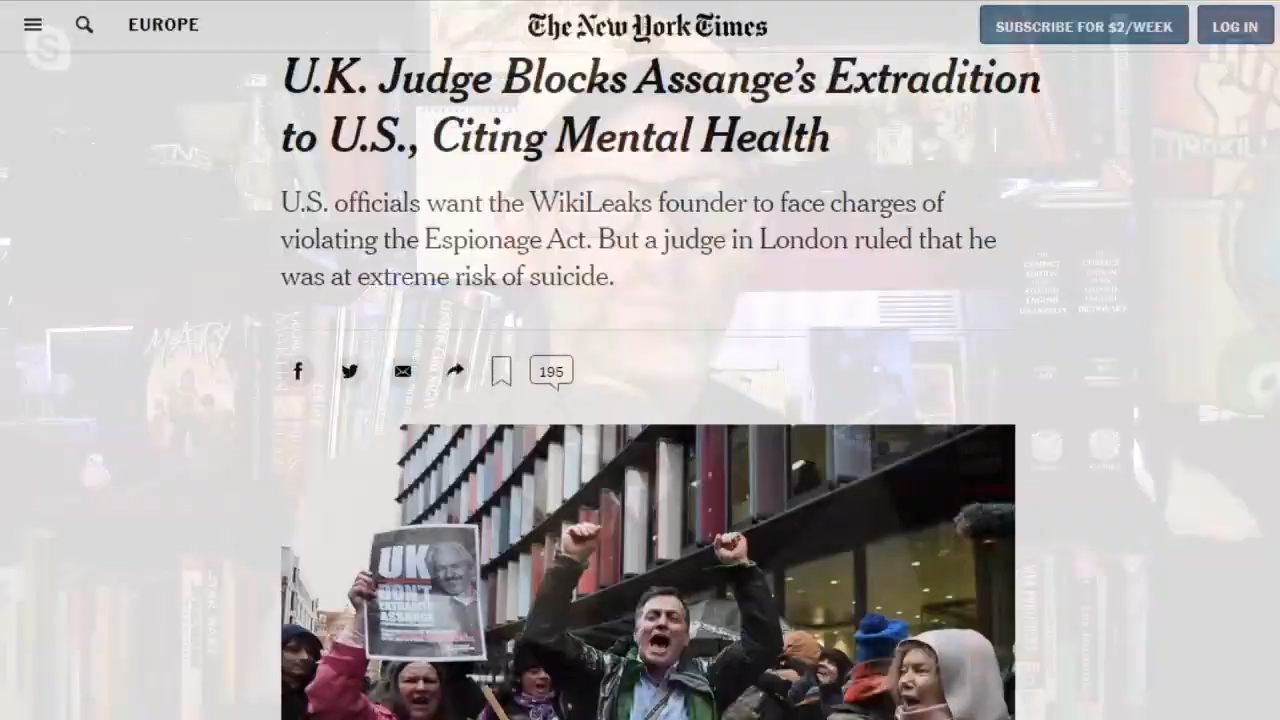 EUROPE
The New York Times
SUBSCRIBE FOR $2/WEEK
LOG IN
U.K. Judge Blocks Assange's Extradition
to U.S., Citing Mental Health
U.S. officials want the WikiLeaks founder to face charges of
violating the Espionage Act. But a judge in London ruled that he
was at extreme risk of suicide.
195
UK
DON'T
EXTRADITE
ASSANGE
MEATY